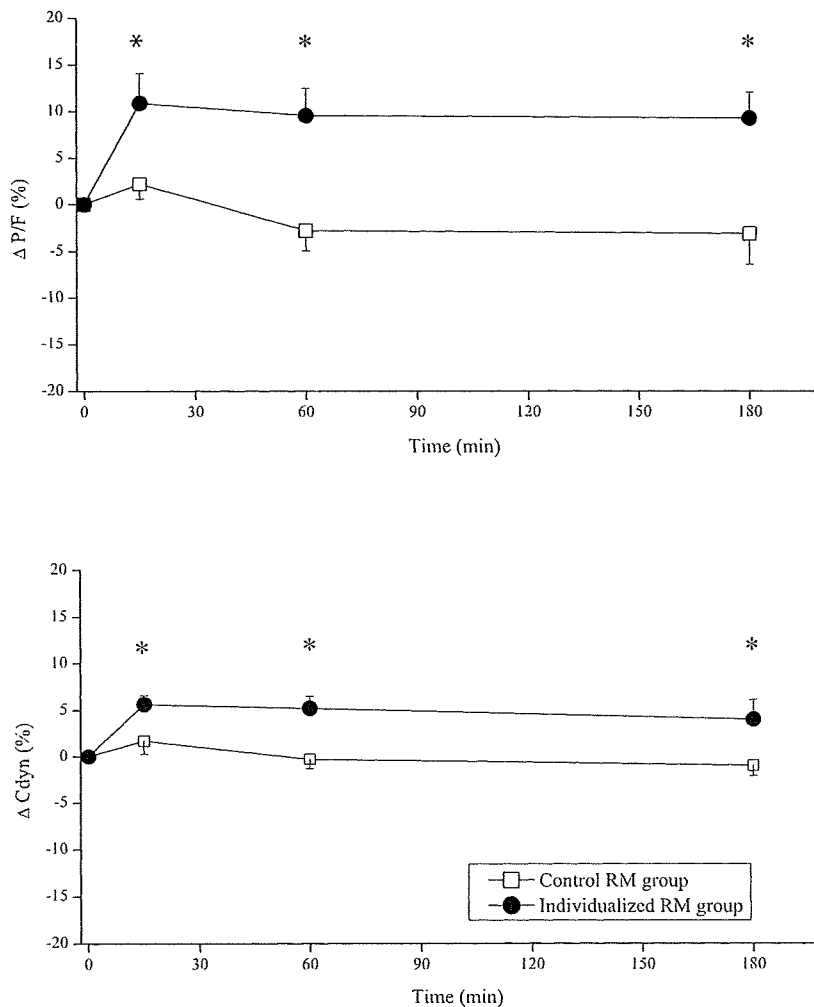 20
15
10
5
0
-5
-10
-15
-20
Δ P/F (%)
* * *
0 30 60 90 120 150 180
Time (min)
20
15
10
5
0
-5
-10
-15
-20
Δ Cdyn (%)
* * *
Control RM group
Individualized RM group
0 30 60 90 120 150 180
Time (min)